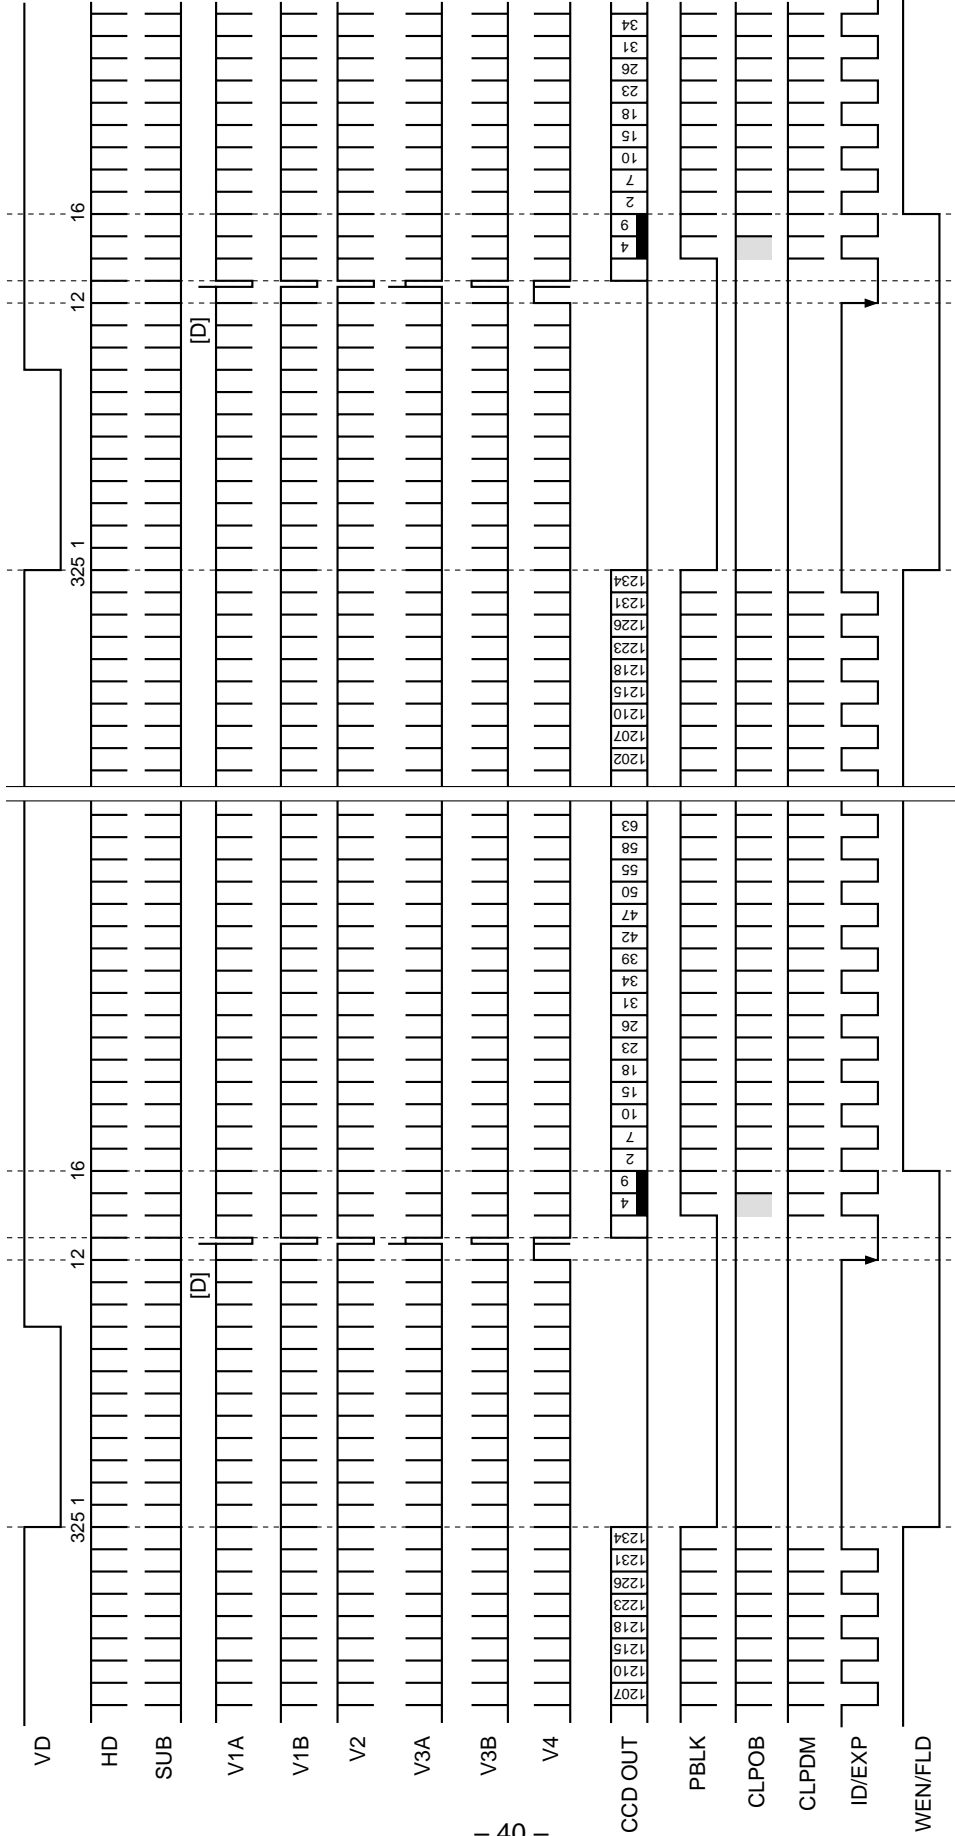 VD
325 1
12
16
325 1
12
16
HD
SUB
[D]
[D]
V1A
V1B
V2
V3A
V3B
V4
CCD OUT
1207 1210 1215 1218 1223 1226 1231 1234
4 9 2 7 10 15 18 23 26 31 34 39 42 47 50 55 58 63
1202 1207 1210 1215 1218 1223 1226 1231 1234
4 9 2 7 10 15 18 23 26 31 34
PBLK
CLPOB
CLPDM
ID/EXP
WEN/FLD
– 40 –